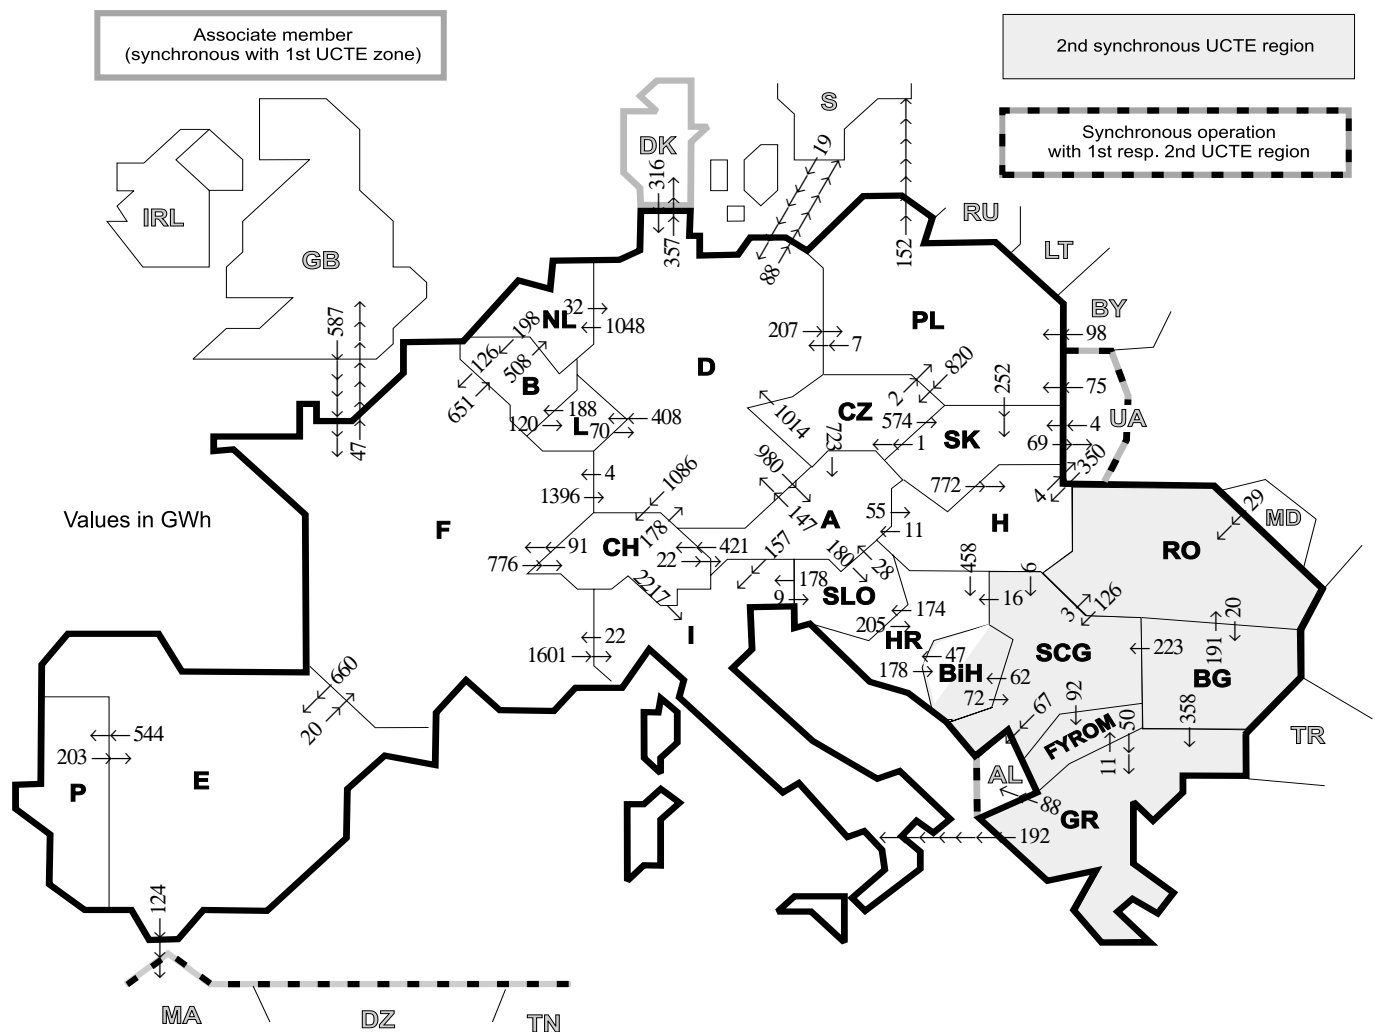 Associate member
(synchronous with 1st UCTE zone)
2nd synchronous UCTE region
Synchronous operation
with 1st resp. 2nd UCTE region
S
19
DK
316
357
88
152
RU
LT
IRL
GB
587
47
BY
98
75
UA
4
69
350
4
NL
32
1048
198
126
508
651
B
188
120
L
70
408
D
207
7
PL
820
2
252
CZ
574
1
SK
1014
723
980
147
772
H
4
1396
1086
178
F
Values in GWh
A
55
11
CH
91
776
421
22
157
180
28
458
6
29
MD
RO
2217
178
9
SLO
174
205
16
3
126
20
191
I
22
1601
HR
47
178
BiH
62
72
SCG
223
BG
660
20
67
92
50
358
FYROM
11
TR
544
203
P
E
AL
88
GR
192
124
MA
DZ
TN